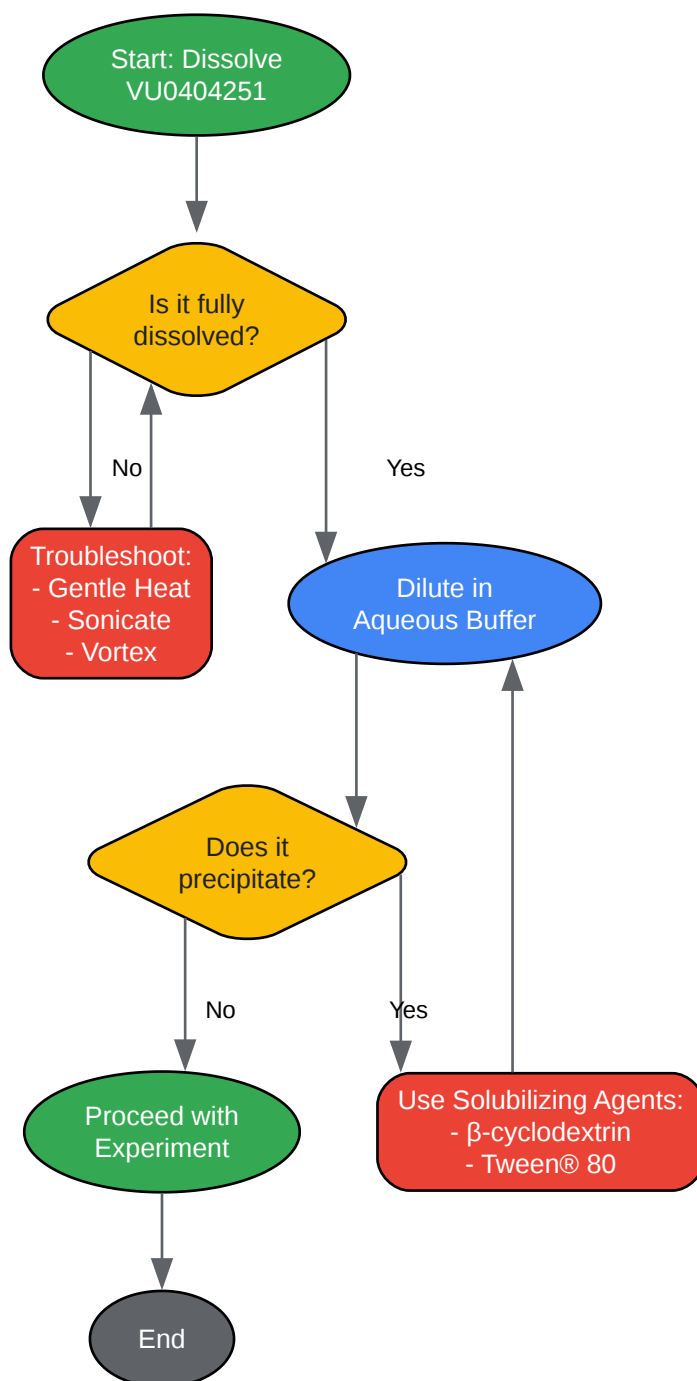 Start: Dissolve
VU0404251
Is it fully
dissolved?
No
Yes
Troubleshoot:
- Gentle Heat
- Sonicate
- Vortex
Dilute in
Aqueous Buffer
Does it
precipitate?
No
Yes
Proceed with
Experiment
Use Solubilizing Agents:
- β-cyclodextrin
- Tween® 80
End